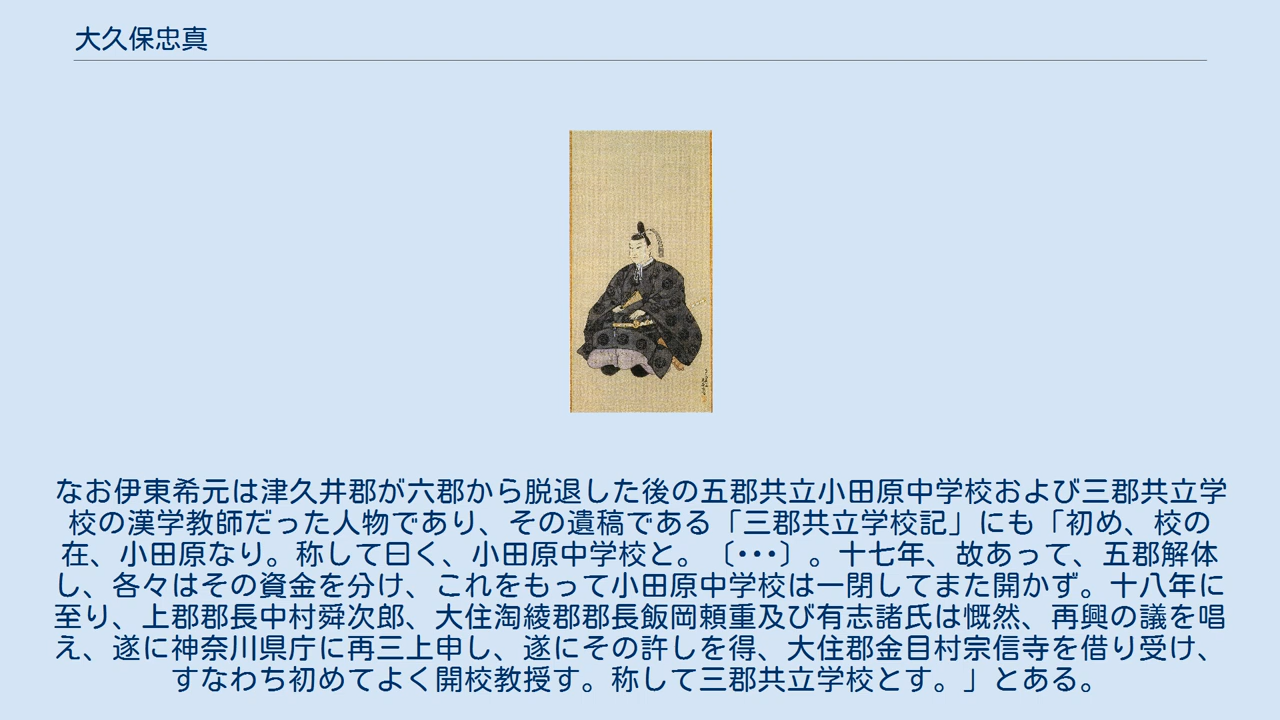 大久保忠真
なお伊東希元は津久井郡が六郡から脱退した後の五郡共立小田原中学校および三郡共立学
校の漢学教師だった人物であり、その遺稿である「三郡共立学校記」にも「初め、校の
在、小田原なり。称して曰く、小田原中学校と。〔･･･〕。十七年、故あって、五郡解体
し、各々はその資金を分け、これをもって小田原中学校は一閉してまた開かず。十八年に
至り、上郡郡長中村舜次郎、大住淘綾郡郡長飯岡頼重及び有志諸氏は慨然、再興の議を唱
え、遂に神奈川県庁に再三上申し、遂にその許しを得、大住郡金目村宗信寺を借り受け、
すなわち初めてよく開校教授す。称して三郡共立学校とす。」とある。